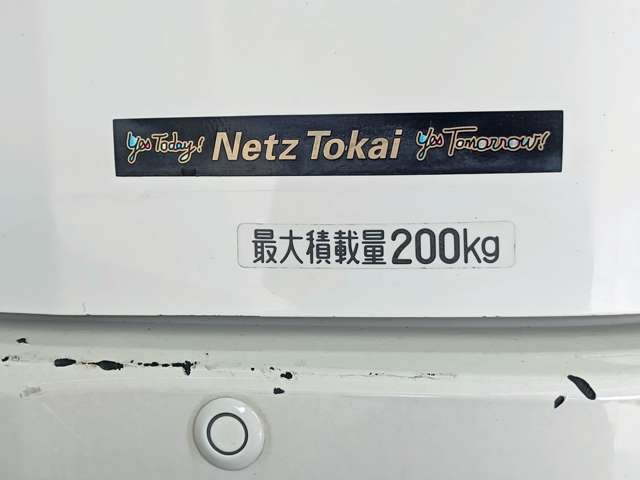 Yes Today! Netz Tokai Yes Tomorrow!
最大積載量200kg